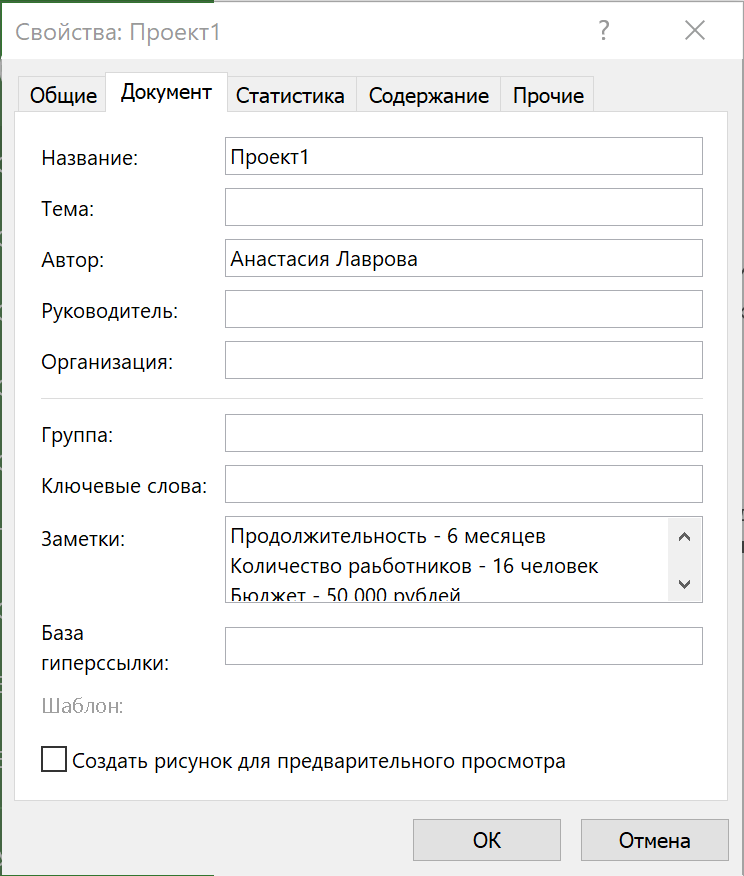 Свойства: Проект1
?
Общие Документ Статистика Содержание Прочие
Название: Проект1
Тема:
Автор: Анастасия Лаврова
Руководитель:
Организация:
Группа:
Ключевые слова:
Заметки: Продолжительность - 6 месяцев
Количество раьботников - 16 человек
Бюджет - 50 000 рублей
База
гиперссылки:
Шаблон:
Создать рисунок для предварительного просмотра
ОК Отмена